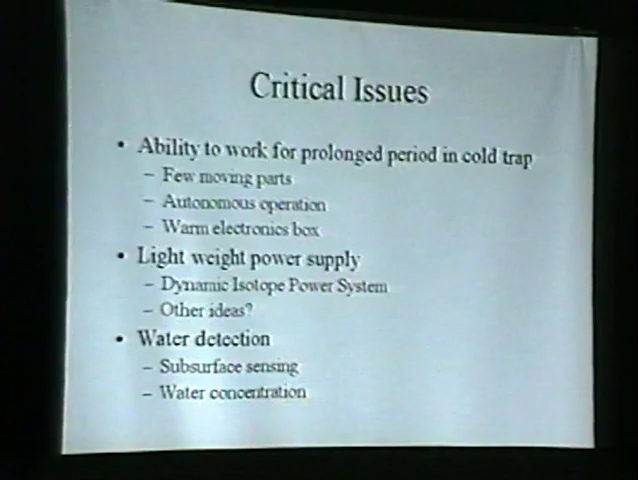 Critical Issues
• Ability to work for prolonged period in cold trap
– Few moving parts
– Autonomous operation
– Warm electronics box
• Light weight power supply
– Dynamic Isotope Power System
– Other ideas?
• Water detection
– Subsurface sensing
– Water concentration